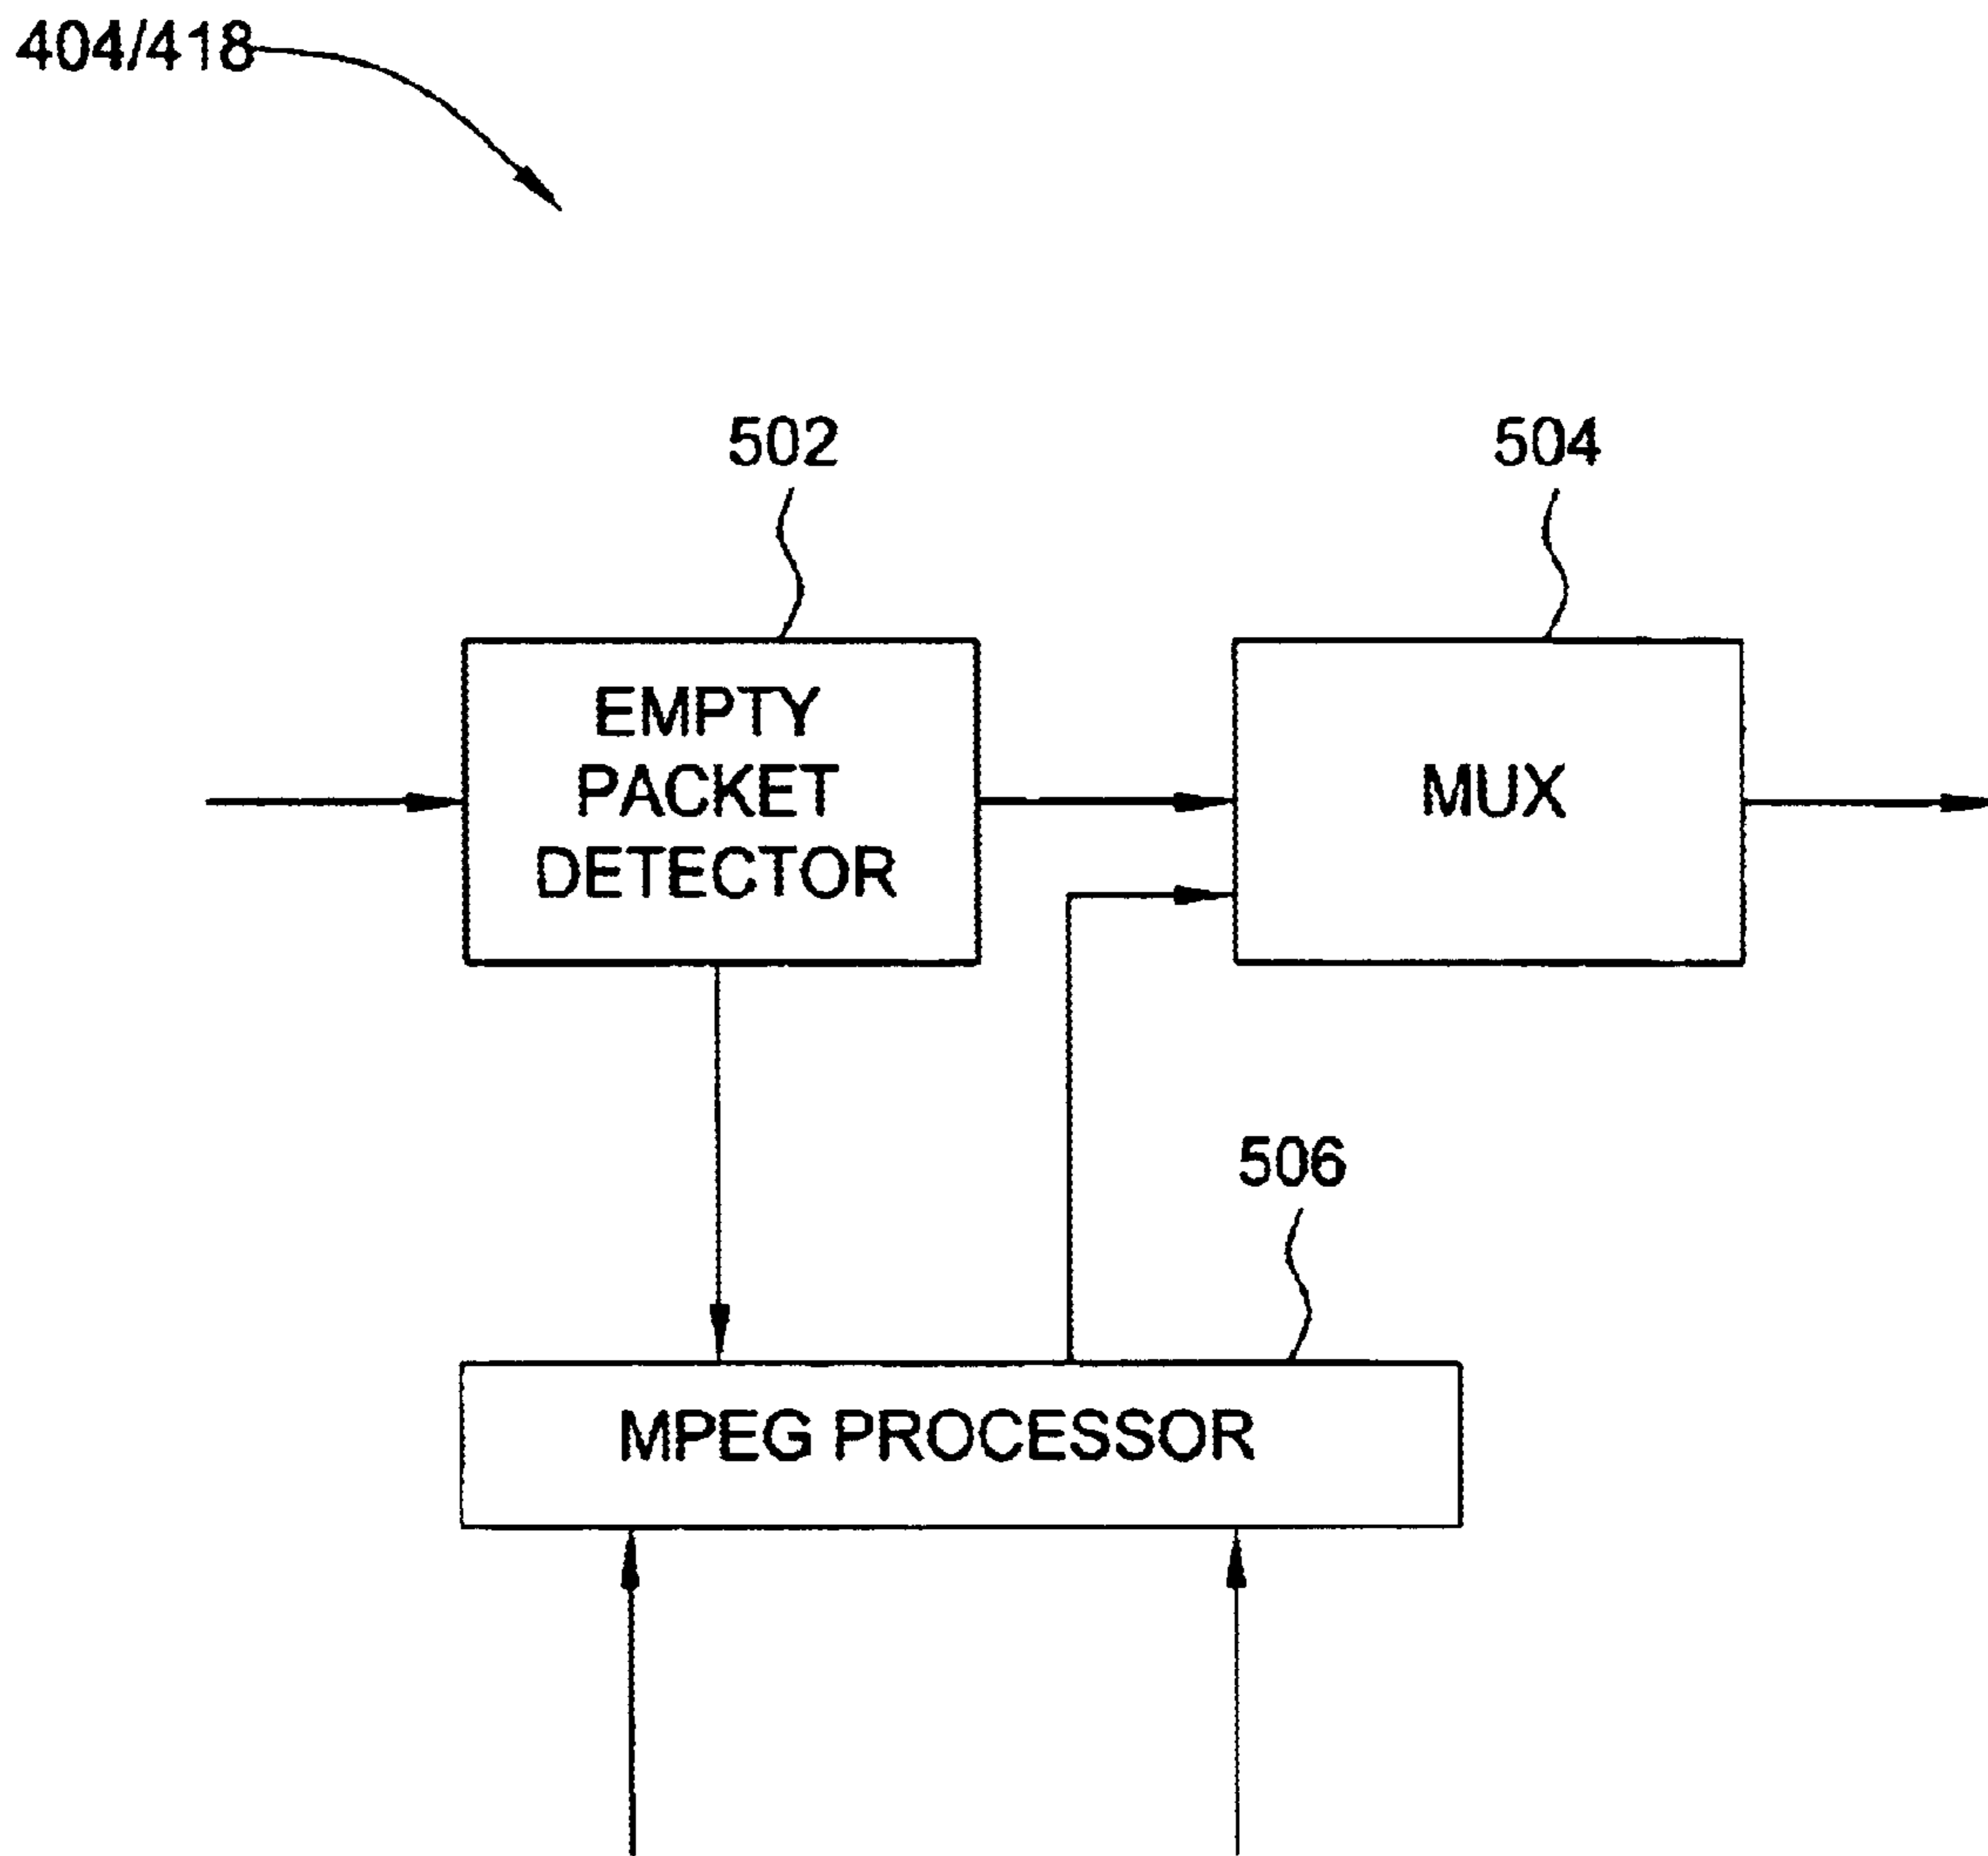 404/418
502
504
EMPTY
PACKET
DETECTOR
MUX
506
MPEG PROCESSOR